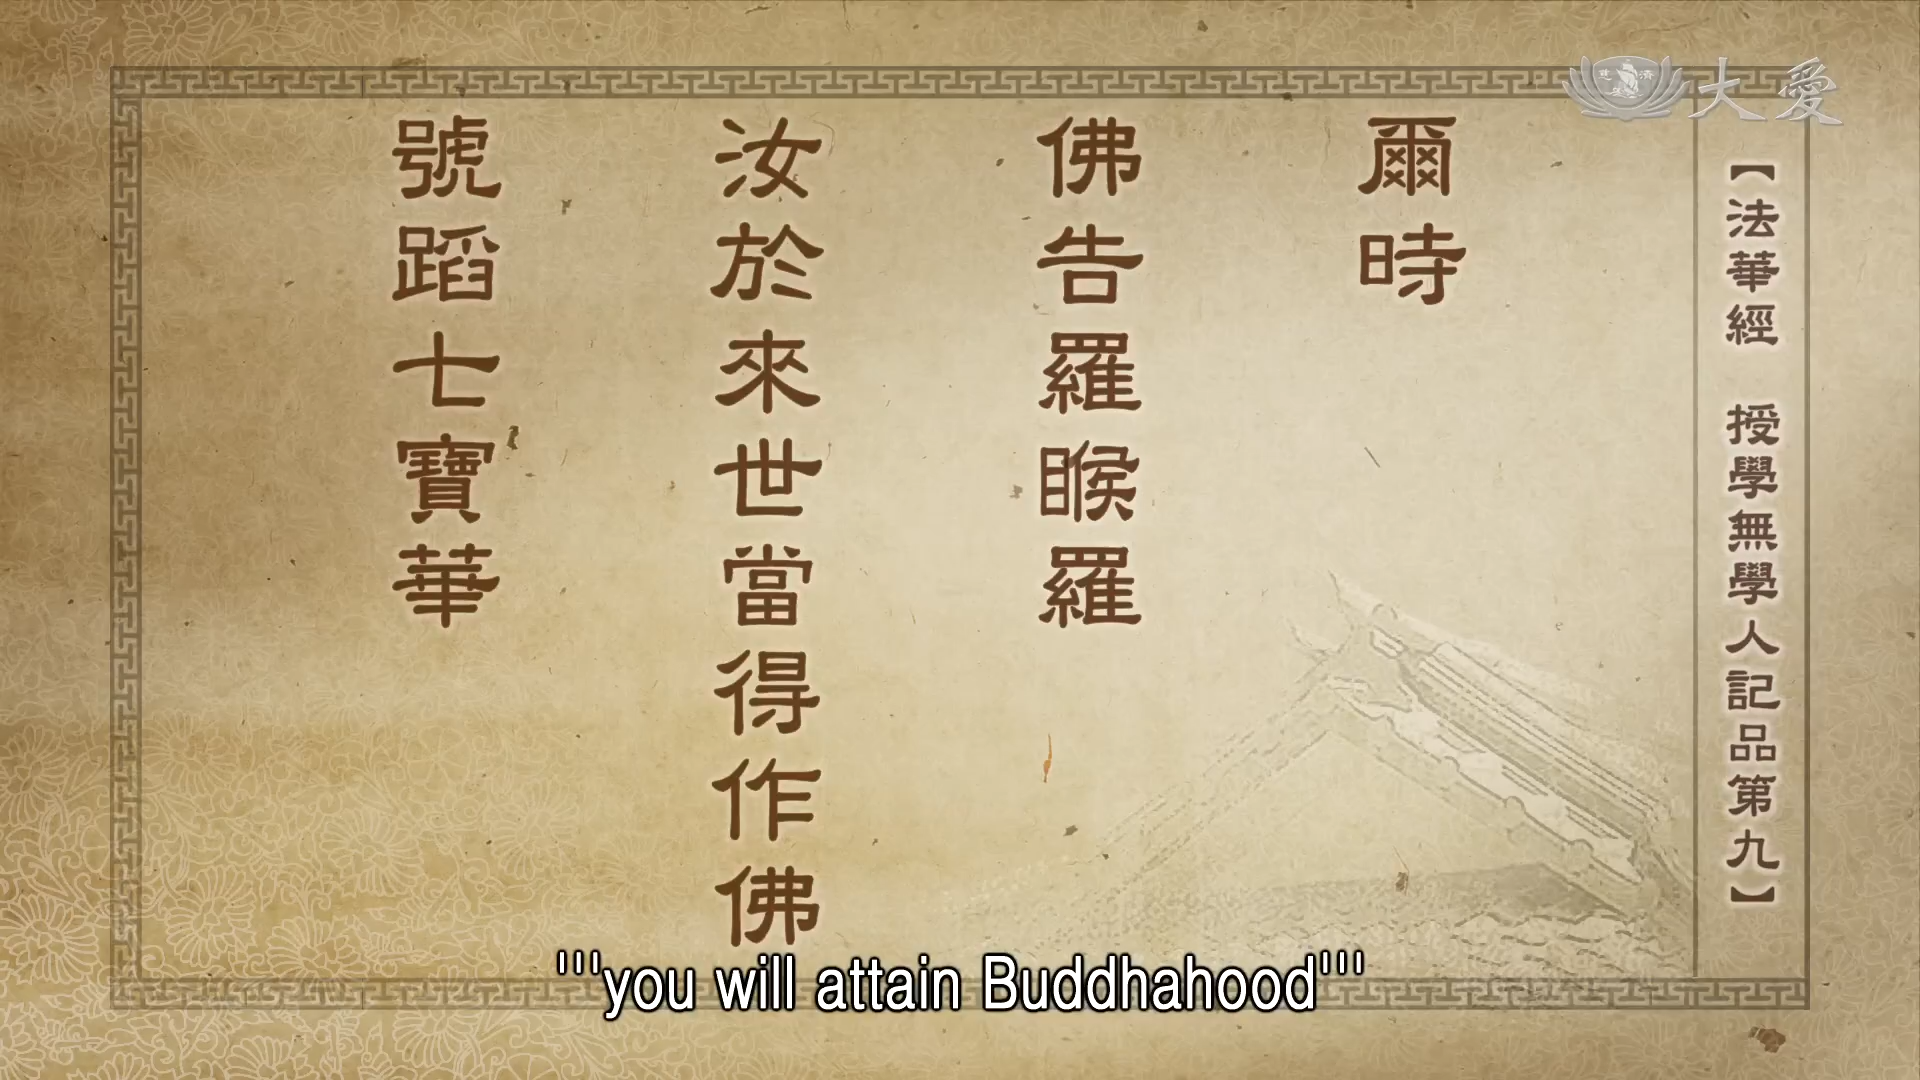 大愛
【法華經 授學無學人記品第九】
爾時
佛告羅睺羅
汝於來世當得作佛
號蹈七寶華
'''you will attain Buddhahood'''